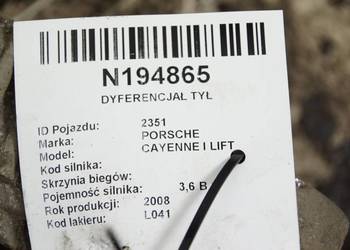 N194865
DYFERENCJAŁ TYŁ
ID Pojazdu: 2351
Marka: PORSCHE
Model: CAYENNE I LIFT
Kod silnika:
Skrzynia biegów:
Pojemność silnika: 3,6 B
Rok produkcji: 2008
Kod lakieru: L041